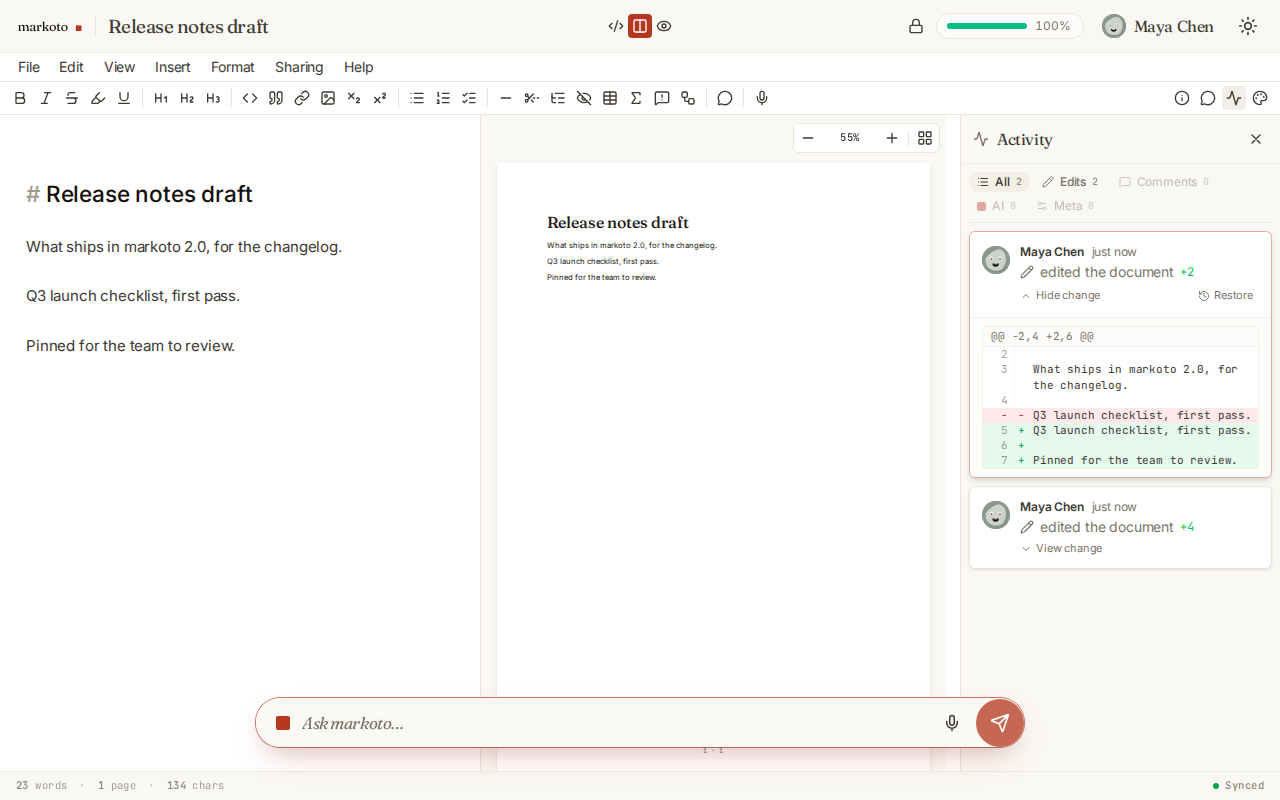 markoto
Release notes draft
100%
Maya Chen
File Edit View Insert Format Sharing Help
H1 H2 H3
55%
Activity
All 2 Edits 2 Comments 0
AI 0 Meta 0
# Release notes draft
What ships in markoto 2.0, for the changelog.
Q3 launch checklist, first pass.
Pinned for the team to review.
Release notes draft
What ships in markoto 2.0, for the changelog.
Q3 launch checklist, first pass.
Pinned for the team to review.
1 · 1
Maya Chen just now
edited the document +2
Hide change Restore
@@ -2,4 +2,6 @@
2
3 What ships in markoto 2.0, for
the changelog.
4
- - Q3 launch checklist, first pass.
5 + Q3 launch checklist, first pass.
6 +
7 + Pinned for the team to review.
Maya Chen just now
edited the document +4
View change
Ask markoto...
23 words · 1 page · 134 chars
Synced